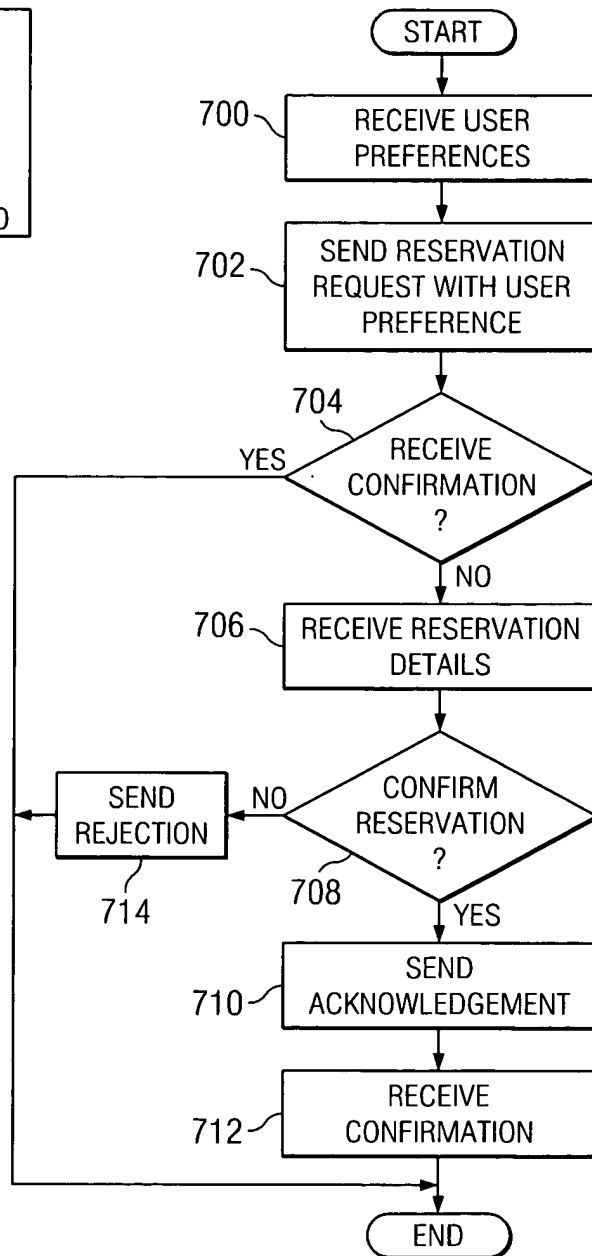 START
700
RECEIVE USER
PREFERENCES
0
702
SEND RESERVATION
REQUEST WITH USER
PREFERENCE
704
YES
RECEIVE
CONFIRMATION
?
NO
706
RECEIVE RESERVATION
DETAILS
SEND
REJECTION
714
NO
CONFIRM
RESERVATION
?
708
YES
710
SEND
ACKNOWLEDGEMENT
712
RECEIVE
CONFIRMATION
END